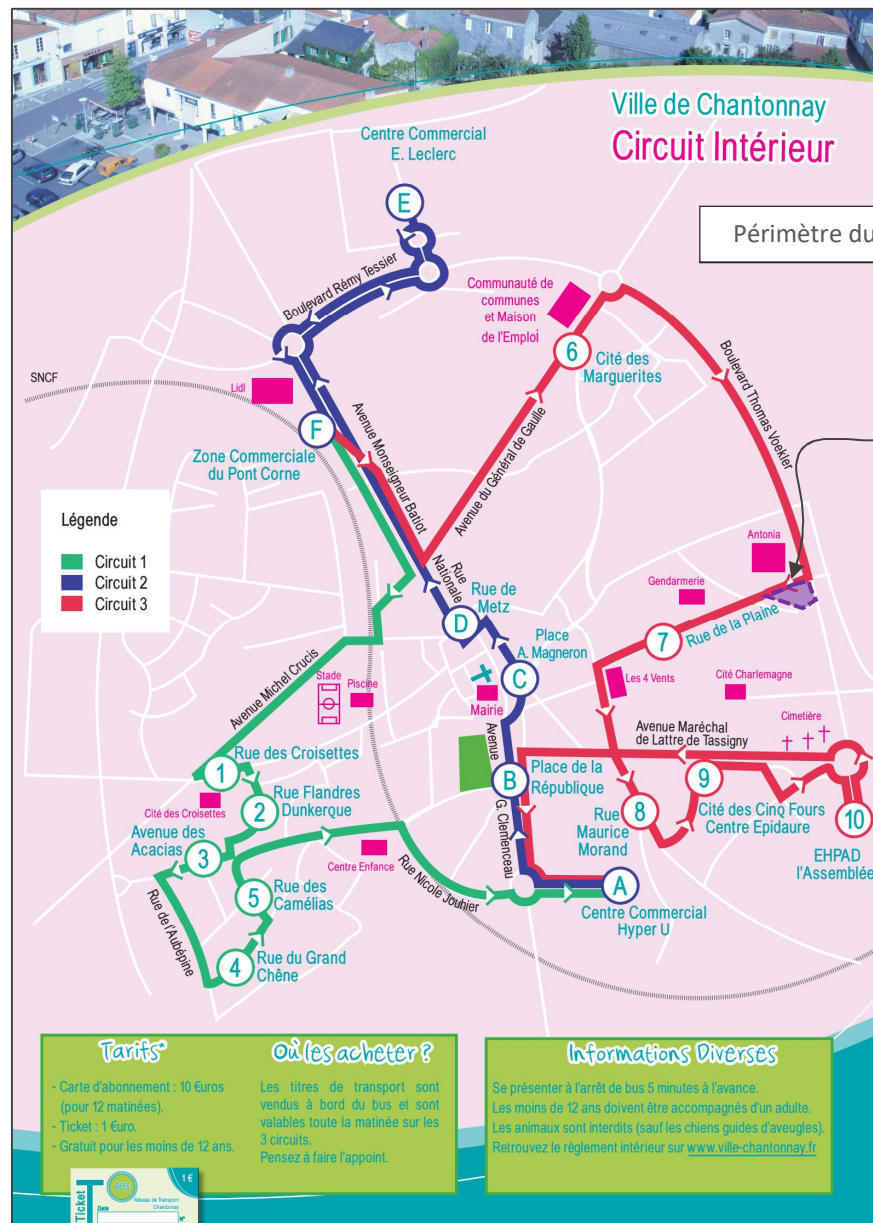 Ville de Chantonnay
Circuit Intérieur
Centre Commercial
E. Leclerc
E
Périmètre du
Boulevard Rémy Tessier
Communauté de
communes
et Maison
de l'Emploi
6
Cité des
Marguerites
SNCF
Lidl
F
Zone Commerciale
du Pont Corne
Avenue Monseigneur Batiot
Avenue du Général de Gaulle
Boulevard Thomas Voekler
Légende
Circuit 1
Circuit 2
Circuit 3
Antonia
Gendarmerie
Rue
Nationale
D
Rue de
Metz
7
Rue de la Plaine
Place
A. Magneron
C
Les 4 Vents
Cité Charlemagne
Avenue Michel Crucis
Stade
Piscine
Mairie
Cimetière
Avenue Maréchal
de Lattre de Tassigny
1
Rue des Croisettes
Cité des Croisettes
2
Rue Flandres
Dunkerque
Avenue
G. Clemenceau
B
Place de la
République
8
Rue
Maurice
Morand
9
Cité des Cinq Fours
Centre Epidaure
10
EHPAD
l'Assemblée
Avenue des
Acacias
3
Centre Enfance
Rue Nicole Jouhier
A
Centre Commercial
Hyper U
5
Rue des
Camélias
Rue de l'Aubépine
4
Rue du Grand
Chêne
Tarifs*
- Carte d'abonnement : 10 €uros
(pour 12 matinées).
- Ticket : 1 €uro.
- Gratuit pour les moins de 12 ans.
Où les acheter ?
Les titres de transport sont
vendus à bord du bus et sont
valables toute la matinée sur les
3 circuits.
Pensez à faire l'appoint.
Informations Diverses
Se présenter à l'arrêt de bus 5 minutes à l'avance.
Les moins de 12 ans doivent être accompagnés d'un adulte.
Les animaux sont interdits (sauf les chiens guides d'aveugles).
Retrouvez le règlement intérieur sur www.ville-chantonnay.fr
Ticket
BUS
1€
Réseau de Transport
Chantonnay
Date
N°